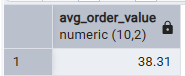 avg_order_value
numeric (10,2)
1 38.31